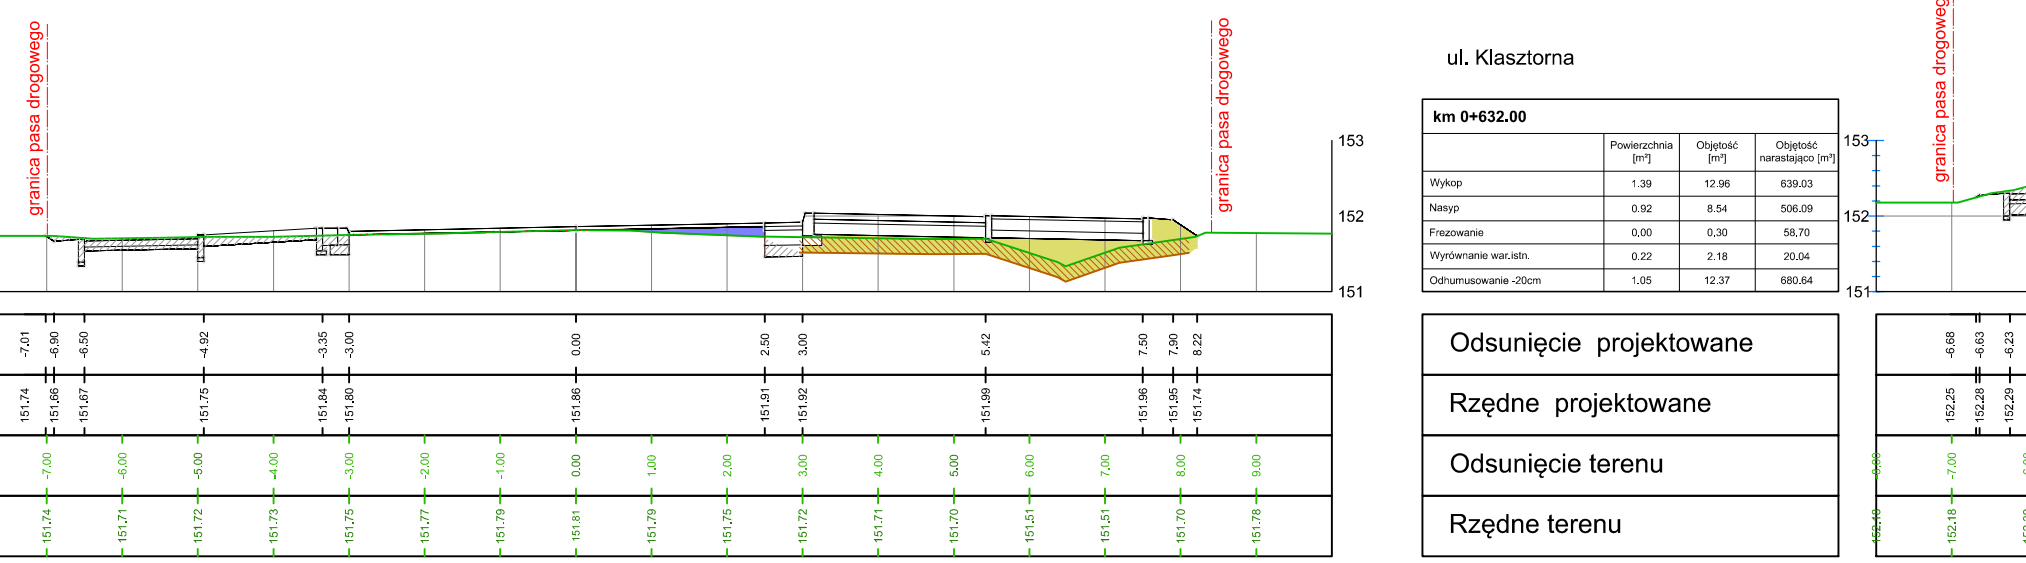 granica pasa drogowego
granica pasa drogowego
153
152
151
ul. Klasztorna
km 0+632.00
Powierzchnia [m²] Objętość [m³] Objętość narastająco [m³]
Wykop 1.39 12.96 639.03
Nasyp 0.92 8.54 506.09
Frezowanie 0,00 0,30 58,70
Wyrównanie war.istn. 0.22 2.18 20.04
Odhumusowanie -20cm 1.05 12.37 680.64
153
152
151
granica pasa drogowego
-7.01 -6.90 -6.50 -4.92 -3.35 -3.00 0.00 2.50 3.00 5.42 7.50 7.90 8.22
Odsunięcie projektowane
-6.68 -6.63 -6.23
151.74 151.66 151.67 151.75 151.84 151.80 151.86 151.91 151.92 151.99 151.96 151.95 151.74
Rzędne projektowane
152.25 152.28 152.29
-7.00 -6.00 -5.00 -4.00 -3.00 -2.00 -1.00 0.00 1.00 2.00 3.00 4.00 5.00 6.00 7.00 8.00 9.00
Odsunięcie terenu
-7.00
151.74 151.71 151.72 151.73 151.75 151.77 151.79 151.81 151.79 151.75 151.72 151.71 151.70 151.51 151.51 151.70 151.78
Rzędne terenu
152.18